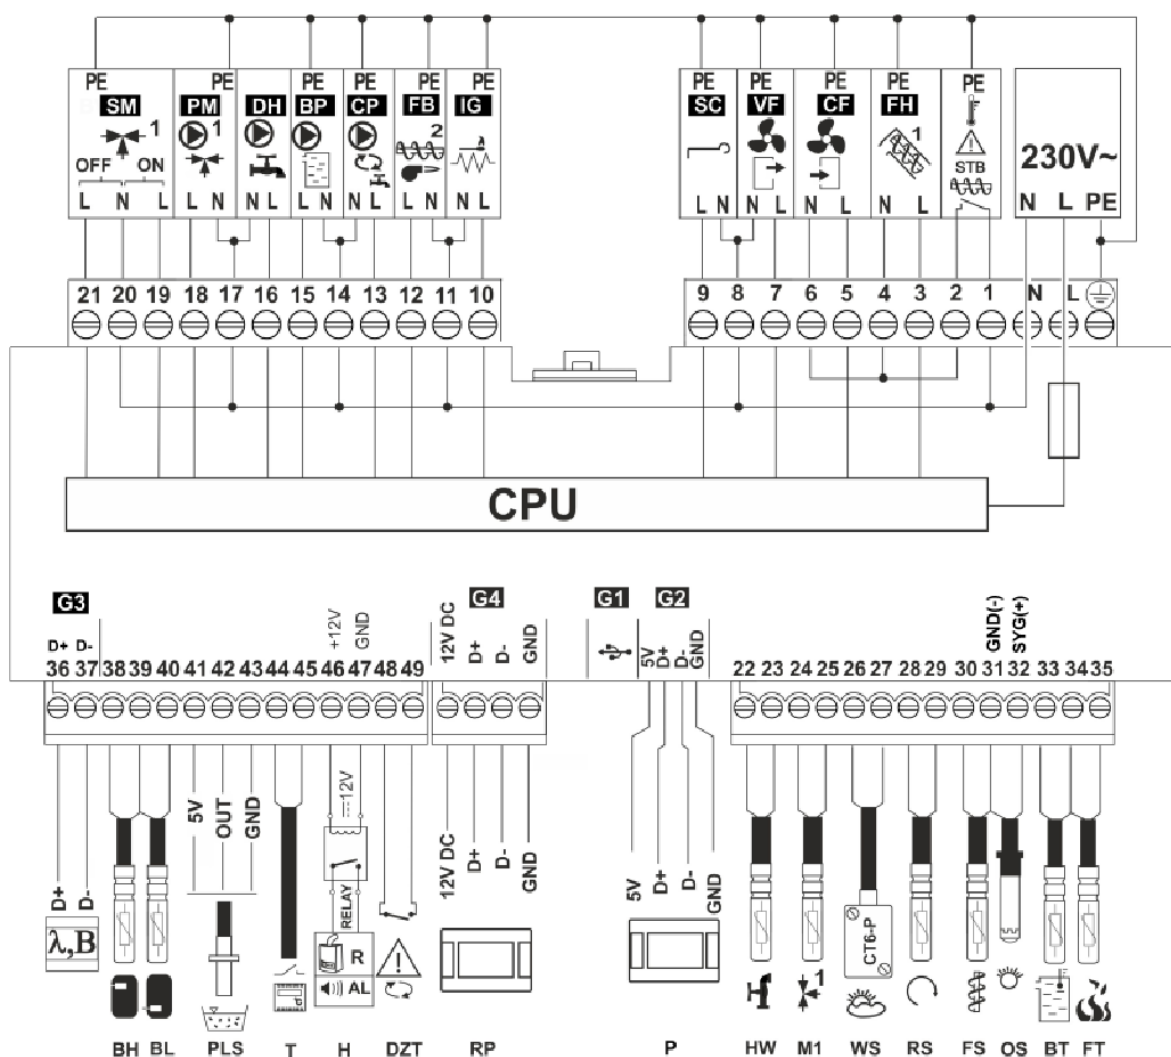 PE PE PE PE PE PE PE PE PE PE PE
SM PM DH BP CP FB IG SC VF CF FH
1 1 2 1
STB
230V~
OFF ON
L N L L N N L L N N L L N N L L N N L N L N L N L PE
21 20 19 18 17 16 15 14 13 12 11 10 9 8 7 6 5 4 3 2 1 N L
CPU
G3 G4 G1 G2
D+ D- +12V GND 12V DC D+ D- GND 5V D+ D- GND GND(-) SYG(+)
36 37 38 39 40 41 42 43 44 45 46 47 48 49 22 23 24 25 26 27 28 29 30 31 32 33 34 35
D+ D- 5V OUT GND 12V 12V DC D+ D- GND 5V D+ D- GND
RELAY
λ,B R CT6-P 1
AL
BH BL PLS T H DZT RP P HW M1 WS RS FS OS BT FT